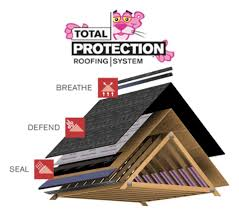 TOTAL
PROTECTION
ROOFING SYSTEM
BREATHE
DEFEND
SEAL